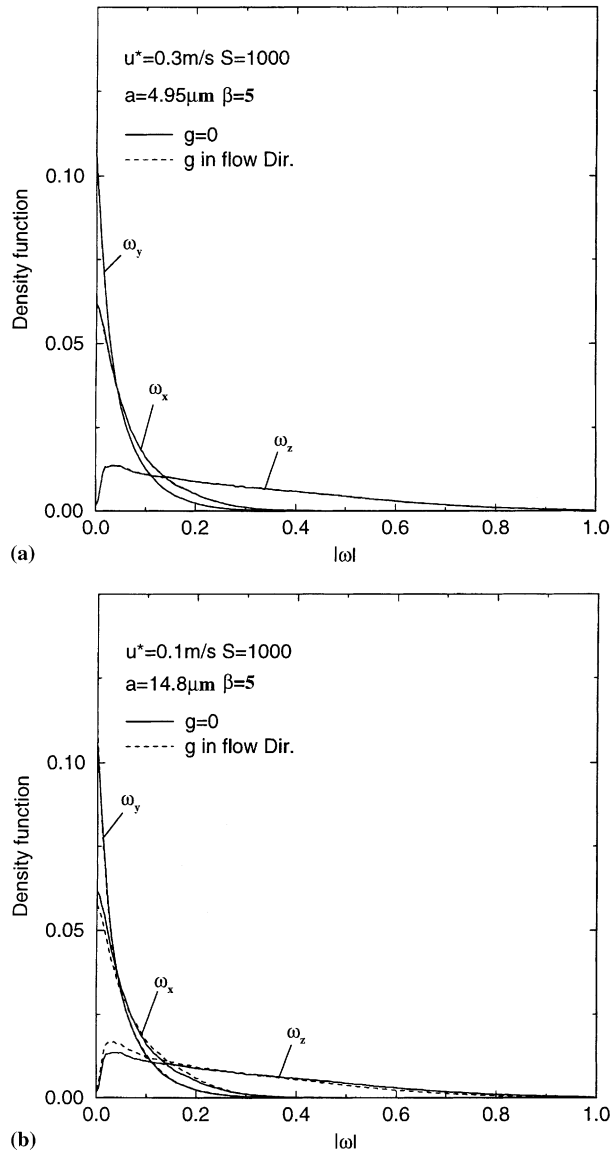 u*=0.3m/s S=1000
a=4.95μm β=5
g=0
g in flow Dir.
Density function
0.10
0.05
0.00
ω_y
ω_x
ω_z
0.0 0.2 0.4 0.6 0.8 1.0
(a)
|ω|
u*=0.1m/s S=1000
a=14.8μm β=5
g=0
g in flow Dir.
Density function
0.10
0.05
0.00
ω_y
ω_x
ω_z
0.0 0.2 0.4 0.6 0.8 1.0
(b)
|ω|